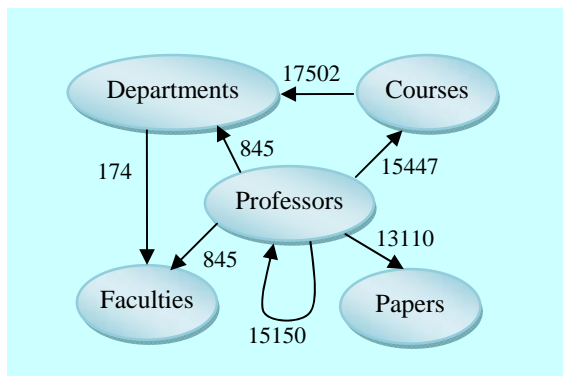 17502
Departments
Courses
845
174
15447
Professors
13110
845
Faculties
Papers
15150